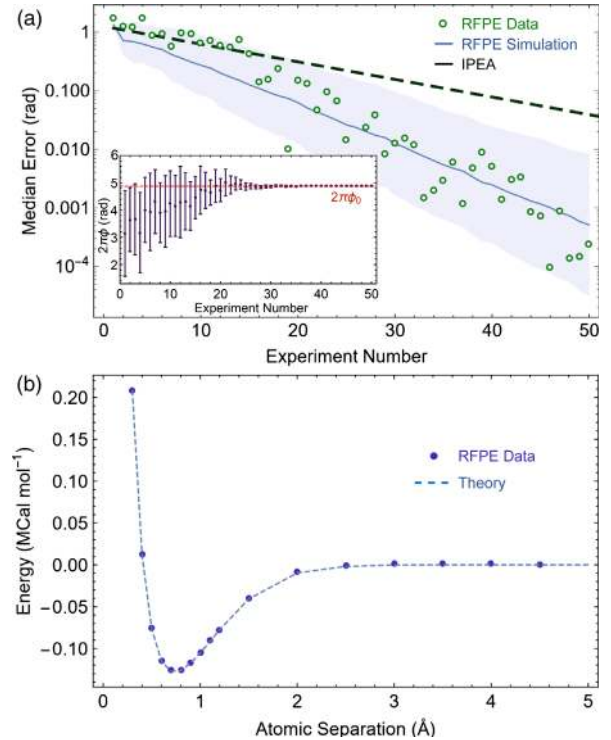 (a)
1
0.100
0.010
0.001
10⁻⁴
Median Error (rad)
RFPE Data
RFPE Simulation
IPEA
6
5
4
3
2
2πϕ (rad)
2πϕ₀
0 10 20 30 40 50
Experiment Number
0 10 20 30 40 50
Experiment Number
(b)
0.20
0.15
0.10
0.05
0.00
−0.05
−0.10
Energy (MCal mol⁻¹)
RFPE Data
Theory
0 1 2 3 4 5
Atomic Separation (Å)